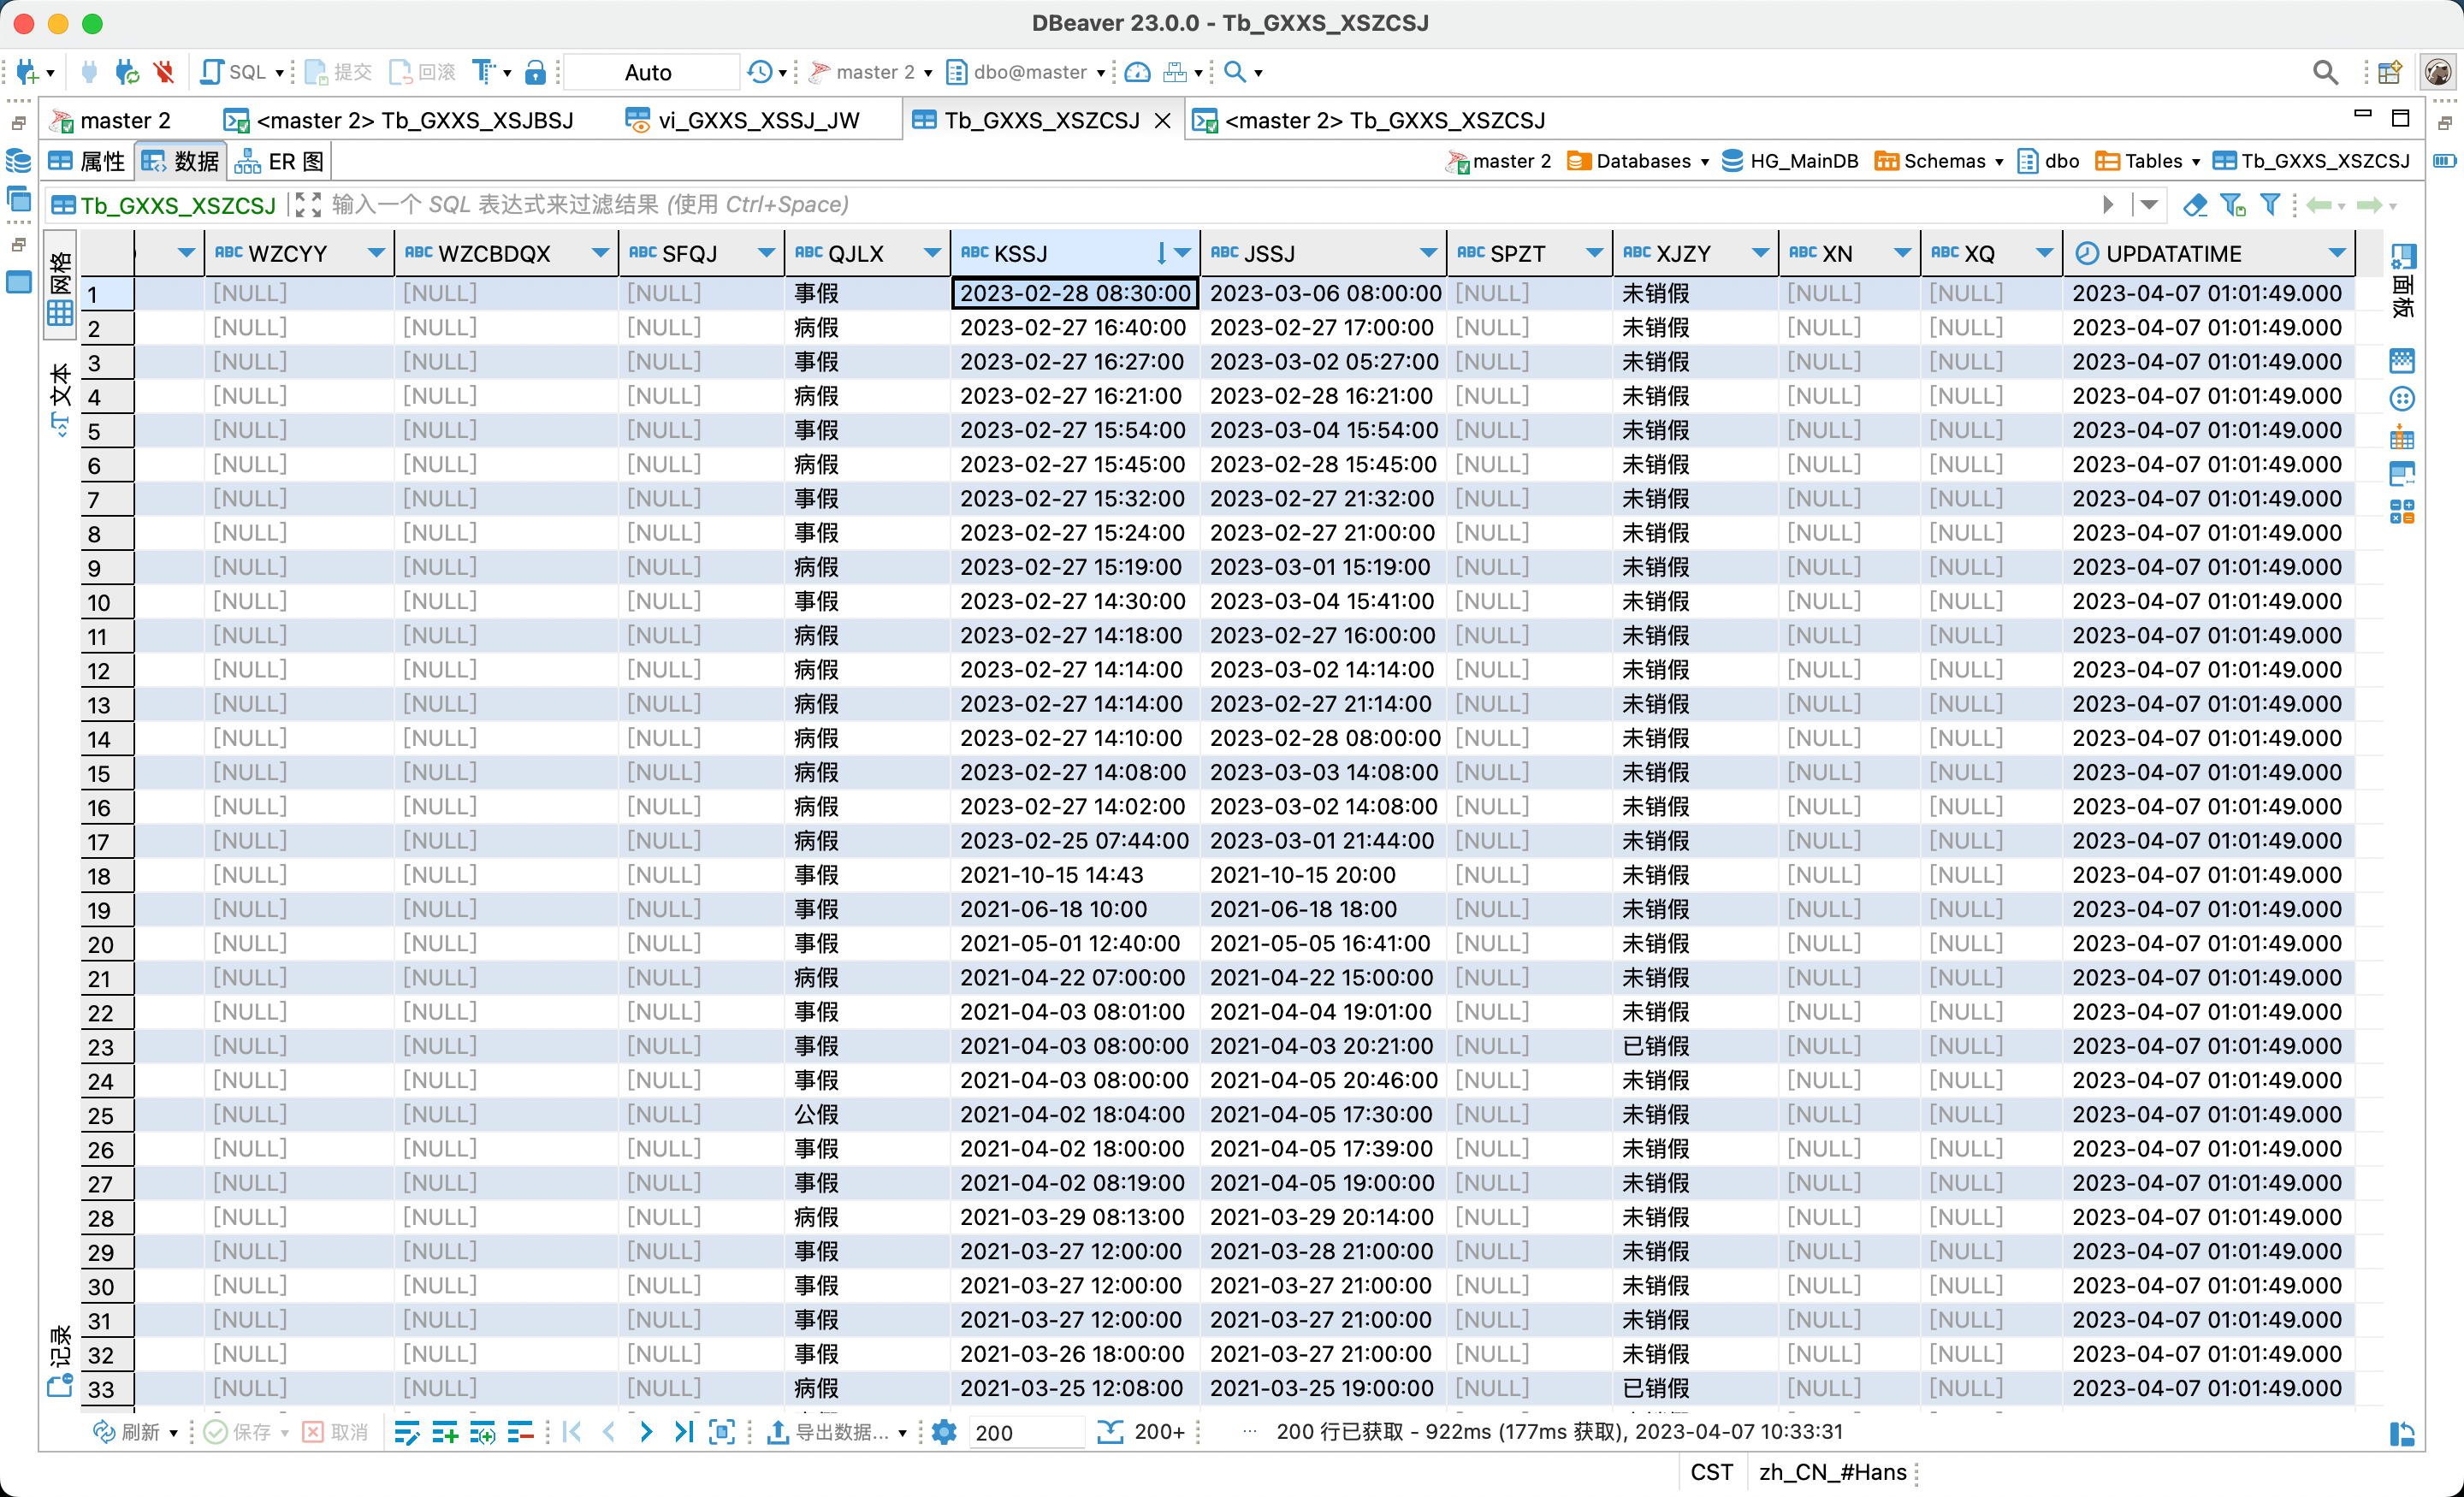 DBeaver 23.0.0 - Tb_GXXS_XSZCSJ
SQL 提交 回滚 Auto master 2 dbo@master
master 2 <master 2> Tb_GXXS_XSJBSJ vi_GXXS_XSSJ_JW Tb_GXXS_XSZCSJ <master 2> Tb_GXXS_XSZCSJ
属性 数据 ER 图 master 2 Databases HG_MainDB Schemas dbo Tables Tb_GXXS_XSZCSJ
Tb_GXXS_XSZCSJ 输入一个 SQL 表达式来过滤结果 (使用 Ctrl+Space)
网格
文本
记录
面板
ABC WZCYY ABC WZCBDQX ABC SFQJ ABC QJLX ABC KSSJ ABC JSSJ ABC SPZT ABC XJZY ABC XN ABC XQ UPDATATIME
1 [NULL] [NULL] [NULL] 事假 2023-02-28 08:30:00 2023-03-06 08:00:00 [NULL] 未销假 [NULL] [NULL] 2023-04-07 01:01:49.000
2 [NULL] [NULL] [NULL] 病假 2023-02-27 16:40:00 2023-02-27 17:00:00 [NULL] 未销假 [NULL] [NULL] 2023-04-07 01:01:49.000
3 [NULL] [NULL] [NULL] 事假 2023-02-27 16:27:00 2023-03-02 05:27:00 [NULL] 未销假 [NULL] [NULL] 2023-04-07 01:01:49.000
4 [NULL] [NULL] [NULL] 病假 2023-02-27 16:21:00 2023-02-28 16:21:00 [NULL] 未销假 [NULL] [NULL] 2023-04-07 01:01:49.000
5 [NULL] [NULL] [NULL] 事假 2023-02-27 15:54:00 2023-03-04 15:54:00 [NULL] 未销假 [NULL] [NULL] 2023-04-07 01:01:49.000
6 [NULL] [NULL] [NULL] 病假 2023-02-27 15:45:00 2023-02-28 15:45:00 [NULL] 未销假 [NULL] [NULL] 2023-04-07 01:01:49.000
7 [NULL] [NULL] [NULL] 事假 2023-02-27 15:32:00 2023-02-27 21:32:00 [NULL] 未销假 [NULL] [NULL] 2023-04-07 01:01:49.000
8 [NULL] [NULL] [NULL] 事假 2023-02-27 15:24:00 2023-02-27 21:00:00 [NULL] 未销假 [NULL] [NULL] 2023-04-07 01:01:49.000
9 [NULL] [NULL] [NULL] 病假 2023-02-27 15:19:00 2023-03-01 15:19:00 [NULL] 未销假 [NULL] [NULL] 2023-04-07 01:01:49.000
10 [NULL] [NULL] [NULL] 事假 2023-02-27 14:30:00 2023-03-04 15:41:00 [NULL] 未销假 [NULL] [NULL] 2023-04-07 01:01:49.000
11 [NULL] [NULL] [NULL] 病假 2023-02-27 14:18:00 2023-02-27 16:00:00 [NULL] 未销假 [NULL] [NULL] 2023-04-07 01:01:49.000
12 [NULL] [NULL] [NULL] 病假 2023-02-27 14:14:00 2023-03-02 14:14:00 [NULL] 未销假 [NULL] [NULL] 2023-04-07 01:01:49.000
13 [NULL] [NULL] [NULL] 病假 2023-02-27 14:14:00 2023-02-27 21:14:00 [NULL] 未销假 [NULL] [NULL] 2023-04-07 01:01:49.000
14 [NULL] [NULL] [NULL] 病假 2023-02-27 14:10:00 2023-02-28 08:00:00 [NULL] 未销假 [NULL] [NULL] 2023-04-07 01:01:49.000
15 [NULL] [NULL] [NULL] 病假 2023-02-27 14:08:00 2023-03-03 14:08:00 [NULL] 未销假 [NULL] [NULL] 2023-04-07 01:01:49.000
16 [NULL] [NULL] [NULL] 病假 2023-02-27 14:02:00 2023-03-02 14:08:00 [NULL] 未销假 [NULL] [NULL] 2023-04-07 01:01:49.000
17 [NULL] [NULL] [NULL] 病假 2023-02-25 07:44:00 2023-03-01 21:44:00 [NULL] 未销假 [NULL] [NULL] 2023-04-07 01:01:49.000
18 [NULL] [NULL] [NULL] 事假 2021-10-15 14:43 2021-10-15 20:00 [NULL] 未销假 [NULL] [NULL] 2023-04-07 01:01:49.000
19 [NULL] [NULL] [NULL] 事假 2021-06-18 10:00 2021-06-18 18:00 [NULL] 未销假 [NULL] [NULL] 2023-04-07 01:01:49.000
20 [NULL] [NULL] [NULL] 事假 2021-05-01 12:40:00 2021-05-05 16:41:00 [NULL] 未销假 [NULL] [NULL] 2023-04-07 01:01:49.000
21 [NULL] [NULL] [NULL] 病假 2021-04-22 07:00:00 2021-04-22 15:00:00 [NULL] 未销假 [NULL] [NULL] 2023-04-07 01:01:49.000
22 [NULL] [NULL] [NULL] 事假 2021-04-03 08:01:00 2021-04-04 19:01:00 [NULL] 未销假 [NULL] [NULL] 2023-04-07 01:01:49.000
23 [NULL] [NULL] [NULL] 事假 2021-04-03 08:00:00 2021-04-03 20:21:00 [NULL] 已销假 [NULL] [NULL] 2023-04-07 01:01:49.000
24 [NULL] [NULL] [NULL] 事假 2021-04-03 08:00:00 2021-04-05 20:46:00 [NULL] 未销假 [NULL] [NULL] 2023-04-07 01:01:49.000
25 [NULL] [NULL] [NULL] 公假 2021-04-02 18:04:00 2021-04-05 17:30:00 [NULL] 未销假 [NULL] [NULL] 2023-04-07 01:01:49.000
26 [NULL] [NULL] [NULL] 事假 2021-04-02 18:00:00 2021-04-05 17:39:00 [NULL] 未销假 [NULL] [NULL] 2023-04-07 01:01:49.000
27 [NULL] [NULL] [NULL] 事假 2021-04-02 08:19:00 2021-04-05 19:00:00 [NULL] 未销假 [NULL] [NULL] 2023-04-07 01:01:49.000
28 [NULL] [NULL] [NULL] 病假 2021-03-29 08:13:00 2021-03-29 20:14:00 [NULL] 未销假 [NULL] [NULL] 2023-04-07 01:01:49.000
29 [NULL] [NULL] [NULL] 事假 2021-03-27 12:00:00 2021-03-28 21:00:00 [NULL] 未销假 [NULL] [NULL] 2023-04-07 01:01:49.000
30 [NULL] [NULL] [NULL] 事假 2021-03-27 12:00:00 2021-03-27 21:00:00 [NULL] 未销假 [NULL] [NULL] 2023-04-07 01:01:49.000
31 [NULL] [NULL] [NULL] 事假 2021-03-27 12:00:00 2021-03-27 21:00:00 [NULL] 未销假 [NULL] [NULL] 2023-04-07 01:01:49.000
32 [NULL] [NULL] [NULL] 事假 2021-03-26 18:00:00 2021-03-27 21:00:00 [NULL] 未销假 [NULL] [NULL] 2023-04-07 01:01:49.000
33 [NULL] [NULL] [NULL] 病假 2021-03-25 12:08:00 2021-03-25 19:00:00 [NULL] 已销假 [NULL] [NULL] 2023-04-07 01:01:49.000
刷新 保存 取消 导出数据... 200 200+ ... 200 行已获取 - 922ms (177ms 获取), 2023-04-07 10:33:31
CST zh_CN_#Hans